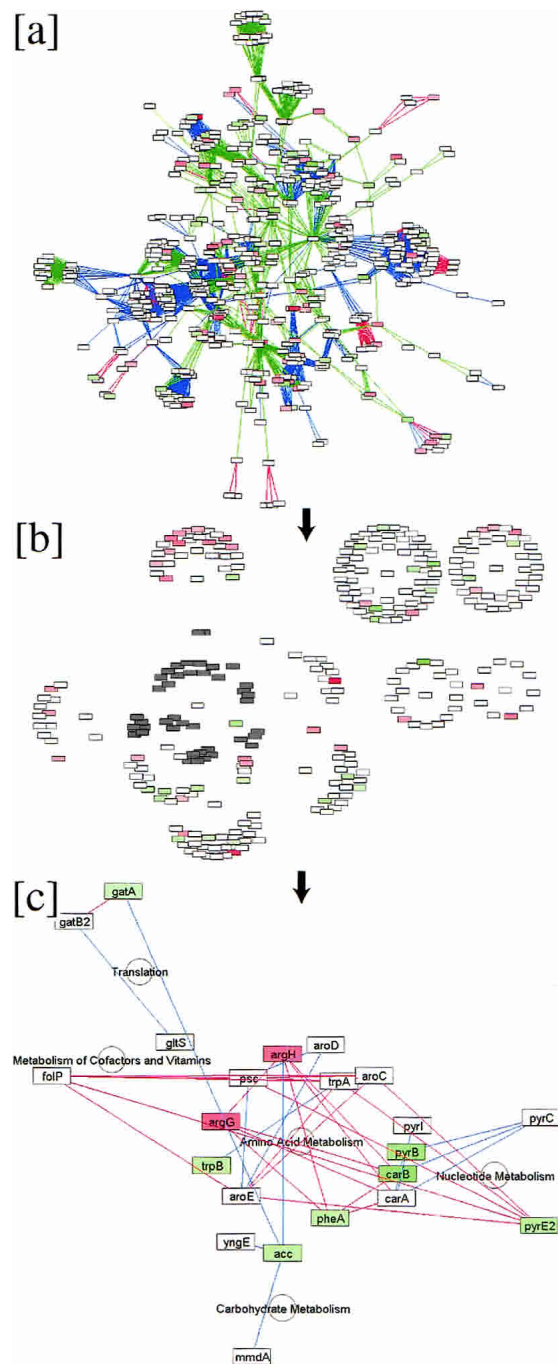 [a]
[b]
[c]
gatA
gatB2
Translation
gltS
aroD
argH
Metabolism of Cofactors and Vitamins
folP
psc
trpA
aroC
argG
pyrI
pyrC
Amino Acid Metabolism
pyrB
trpB
carB
Nucleotide Metabolism
aroE
carA
pheA
pyrE2
yngE
acc
Carbohydrate Metabolism
mmdA